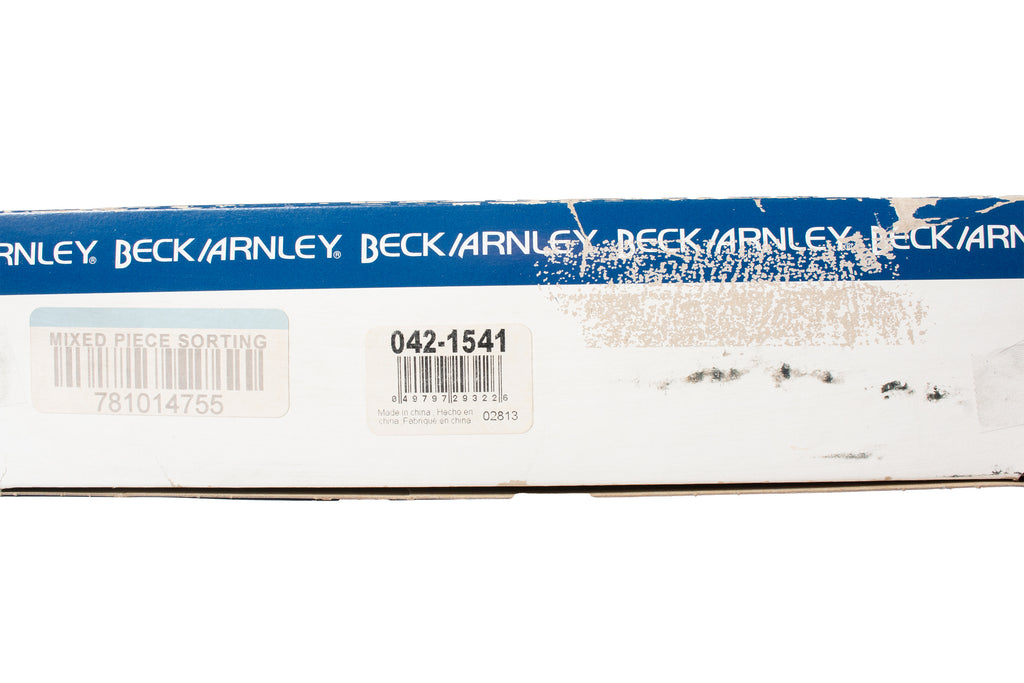 RNLEY® BECK/ARNLEY® BECK/ARNLEY BECK/ARNLEY® BECK/ARN
MIXED PIECE SORTING
781014755
042-1541
0 49797 29322 6
Made in china , Hecho en
china, Fabriqué en china
02813